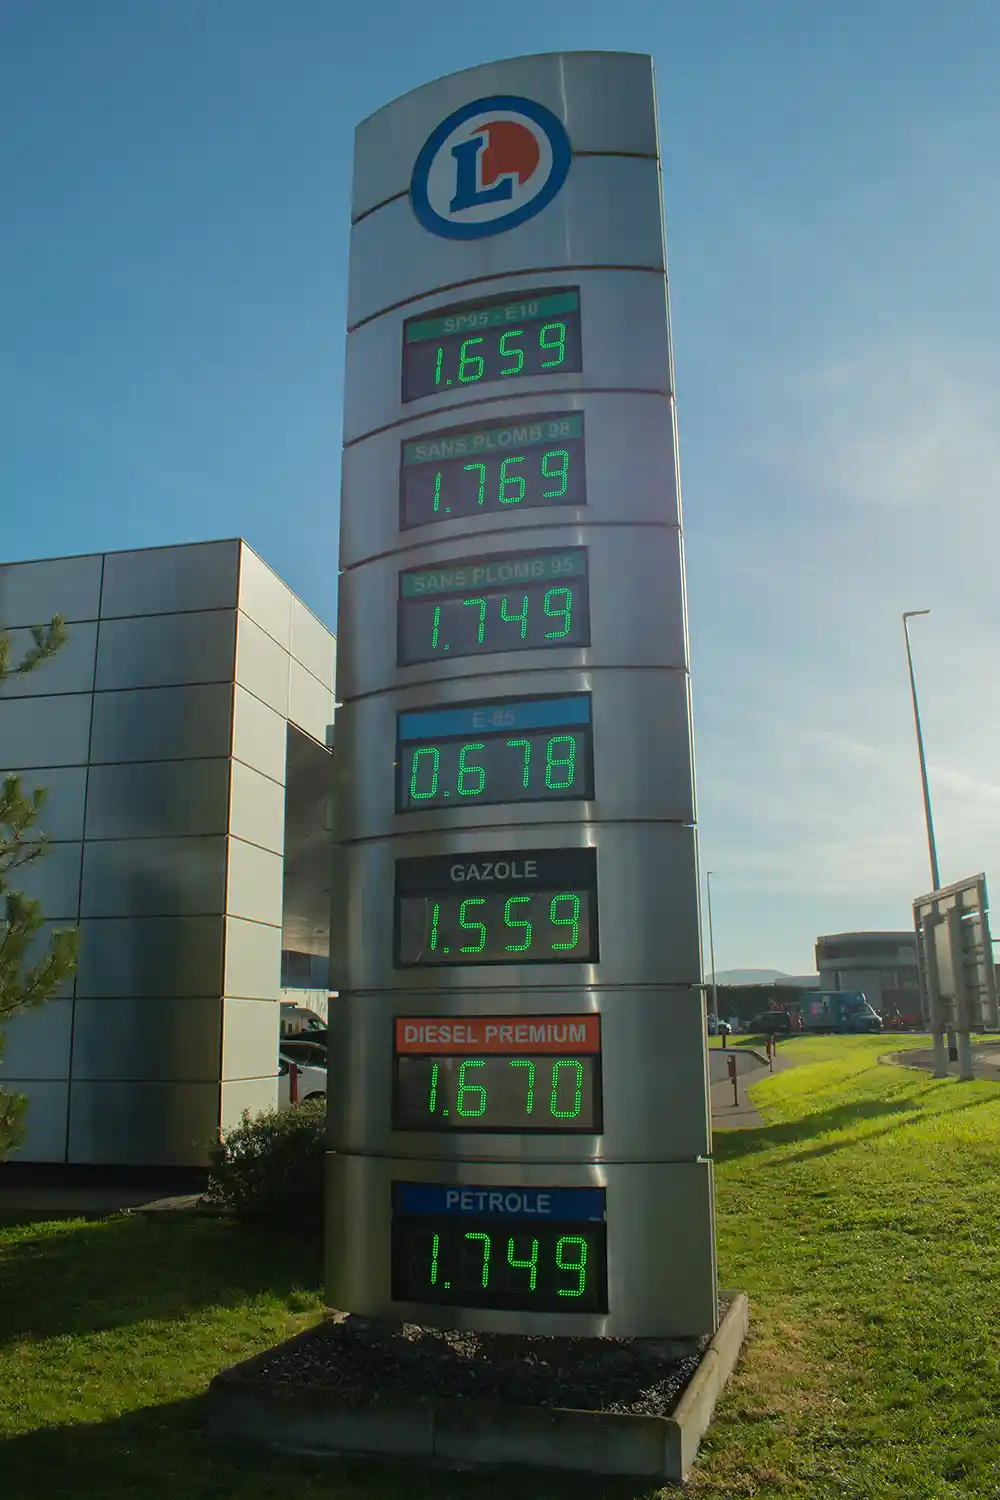 L
SP95 - E10
1.659
SANS PLOMB 98
1.769
SANS PLOMB 95
1.749
E-85
0.678
GAZOLE
1.559
DIESEL PREMIUM
1.670
PETROLE
1.749